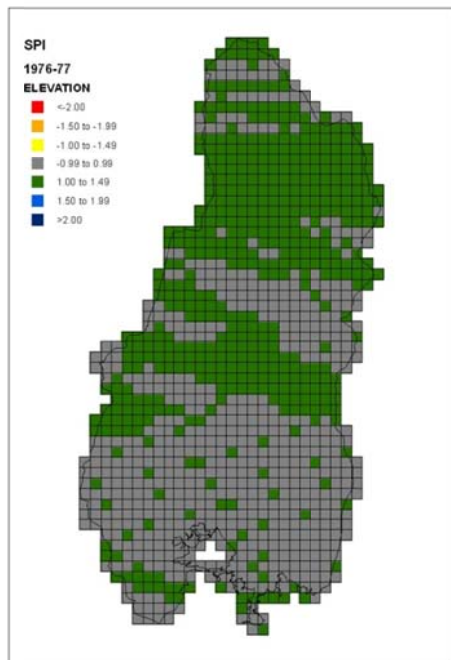 SPI
1976-77
ELEVATION
<-2.00
-1.50 to -1.99
-1.00 to -1.49
-0.99 to 0.99
1.00 to 1.49
1.50 to 1.99
>2.00